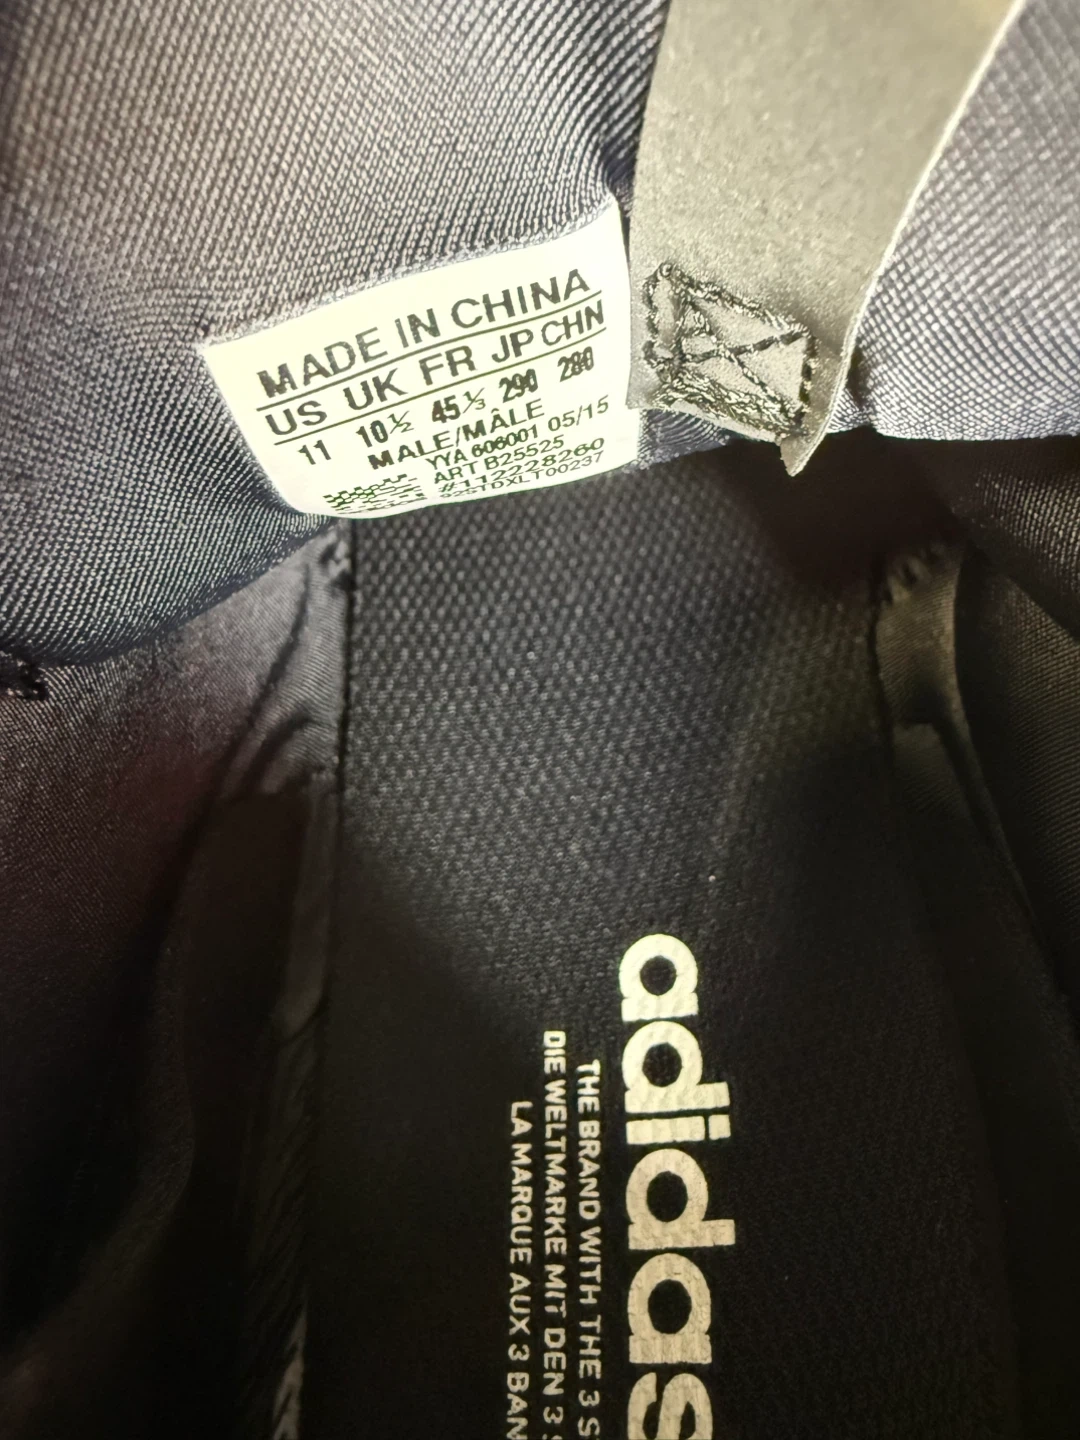 MADE IN CHINA
US UK FR JP CHN
11 10½ 45⅓ 290 280
MALE/MÂLE
YYA 606001 05/15
ART B25525
#112228260
adidas
THE BRAND WITH THE 3 S
DIE WELTMARKE MIT DEN 3 S
LA MARQUE AUX 3 BAN